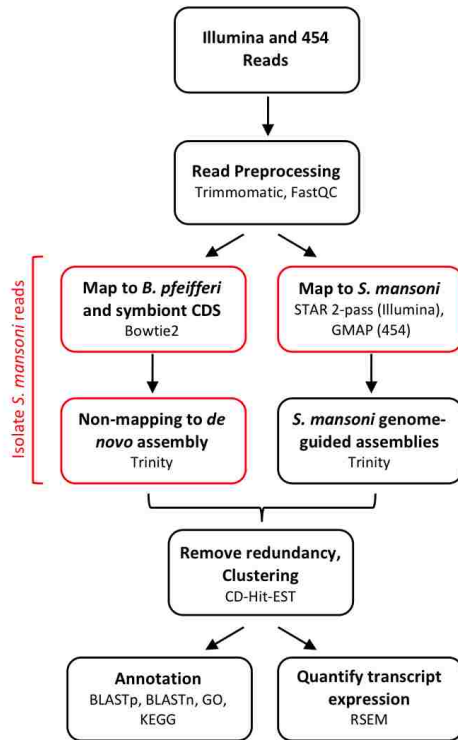 Illumina and 454
Reads
Read Preprocessing
Trimmomatic, FastQC
Isolate S. mansoni reads
Map to B. pfeifferi
and symbiont CDS
Bowtie2
Map to S. mansoni
STAR 2-pass (Illumina),
GMAP (454)
Non-mapping to de
novo assembly
Trinity
S. mansoni genome-
guided assemblies
Trinity
Remove redundancy,
Clustering
CD-Hit-EST
Annotation
BLASTp, BLASTn, GO,
KEGG
Quantify transcript
expression
RSEM